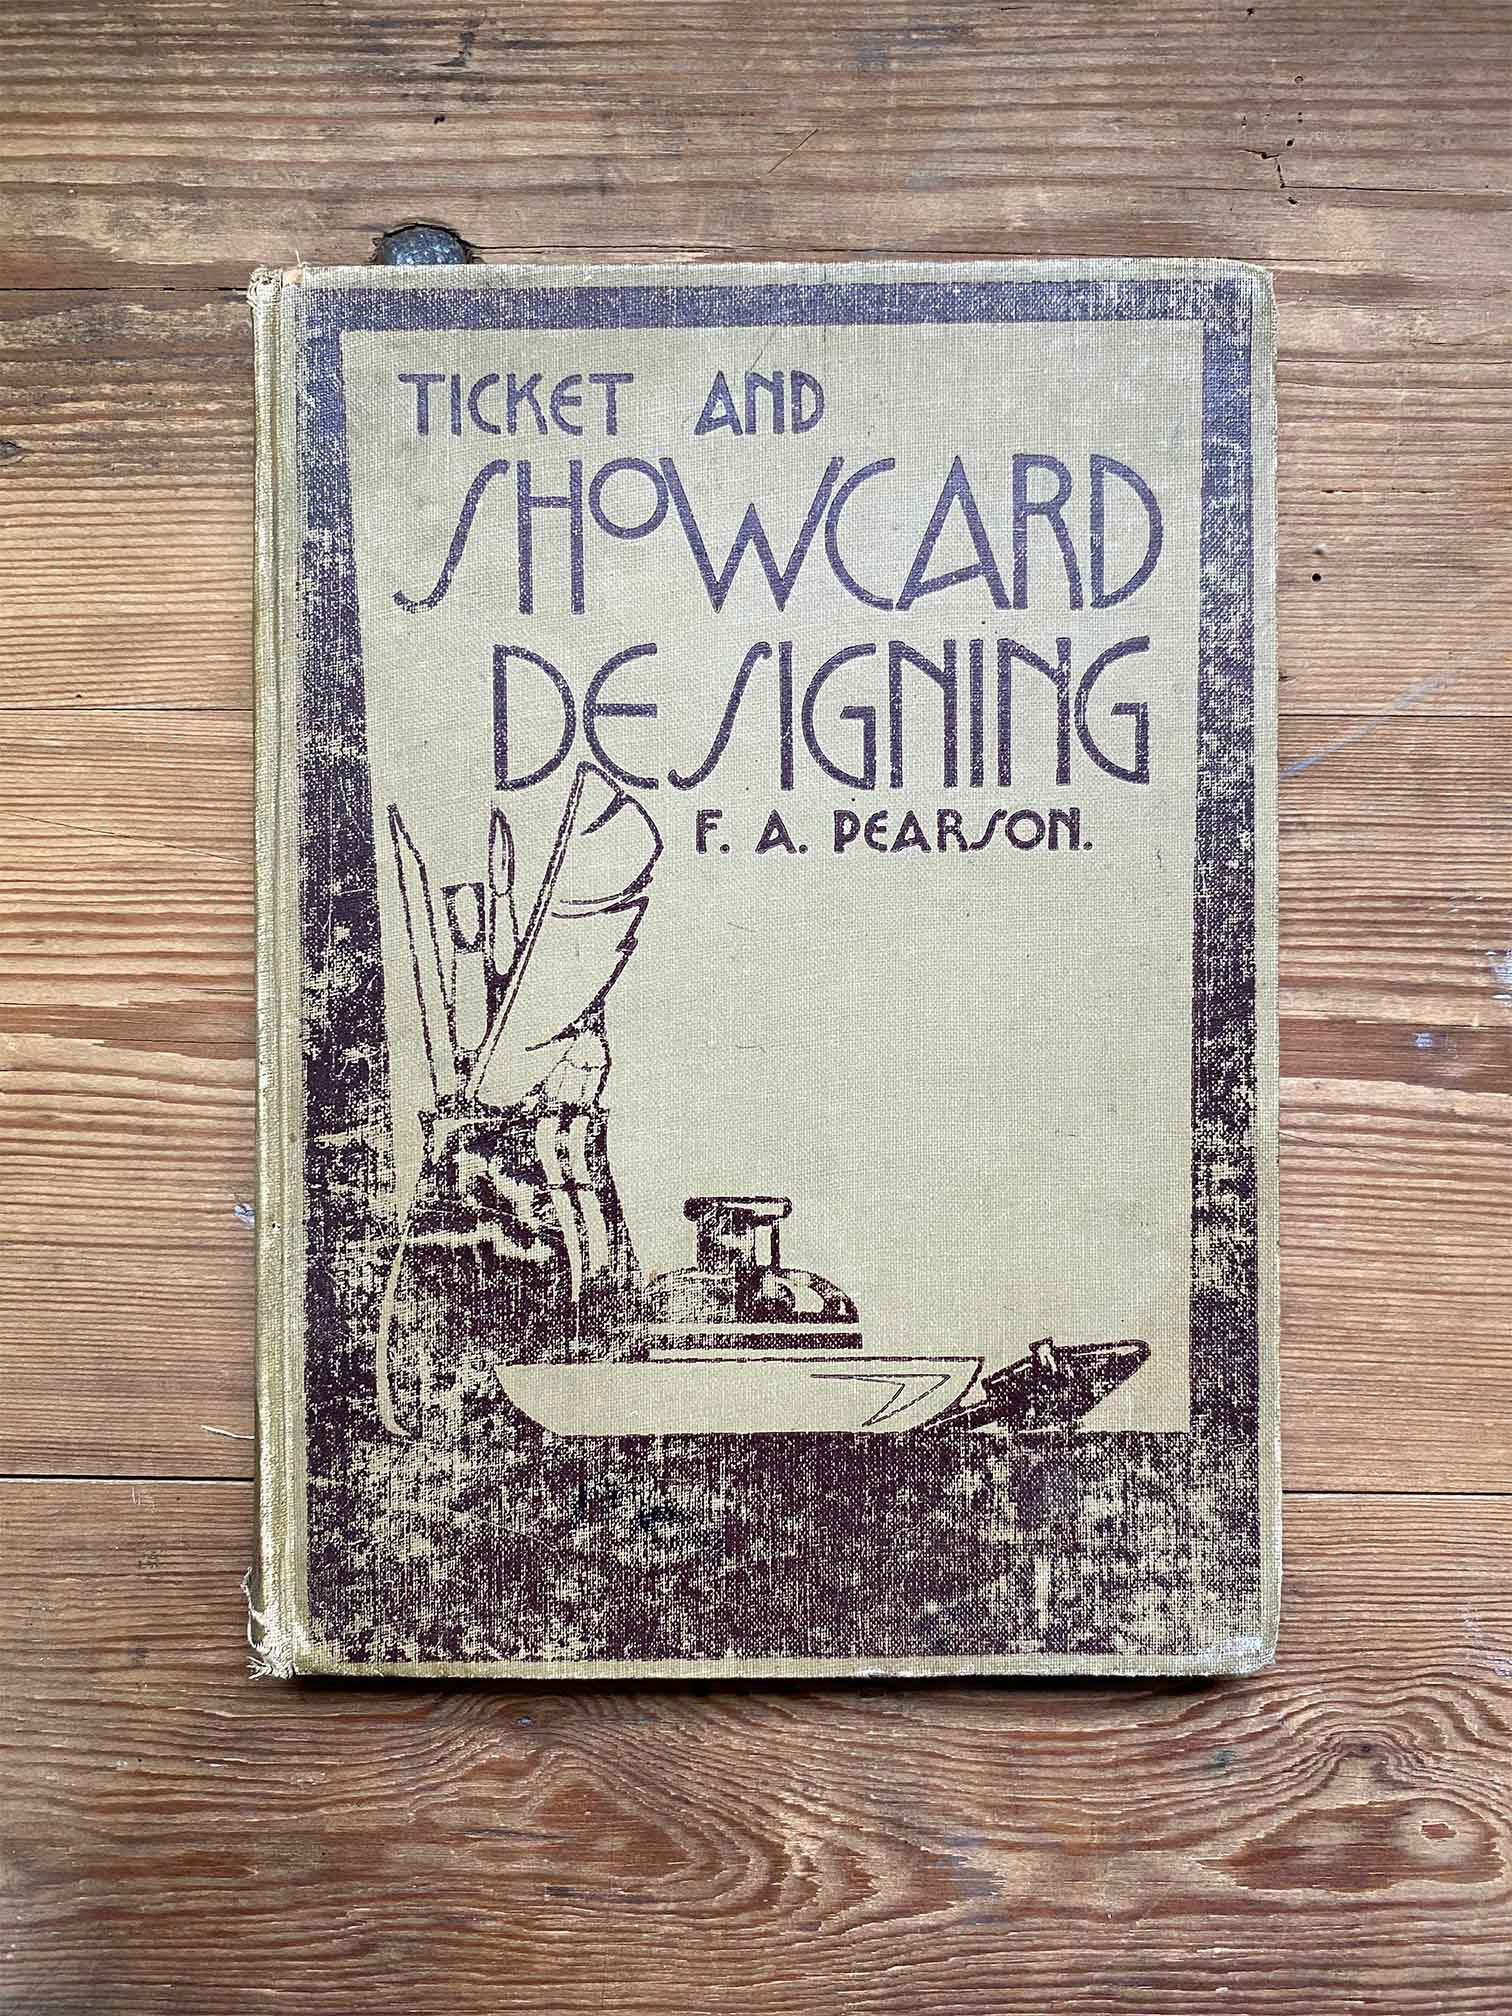 TICKET AND
SHOWCARD
DESIGNING
F. A. PEARSON.